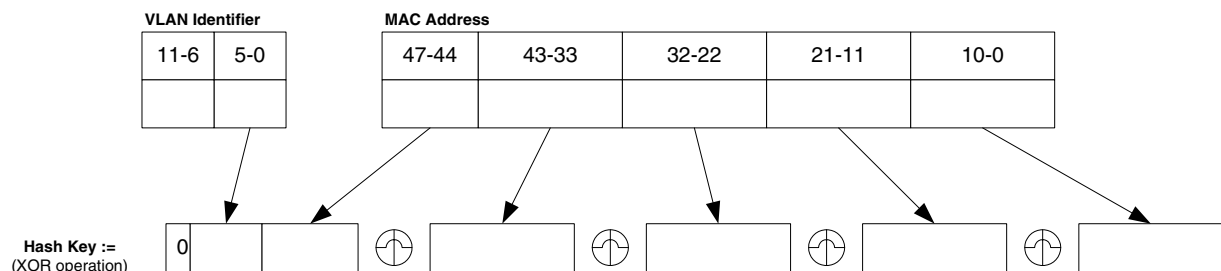 VLAN Identifier MAC Address
11-6 5-0 47-44 43-33 32-22 21-11 10-0
Hash Key := 0
(XOR operation)